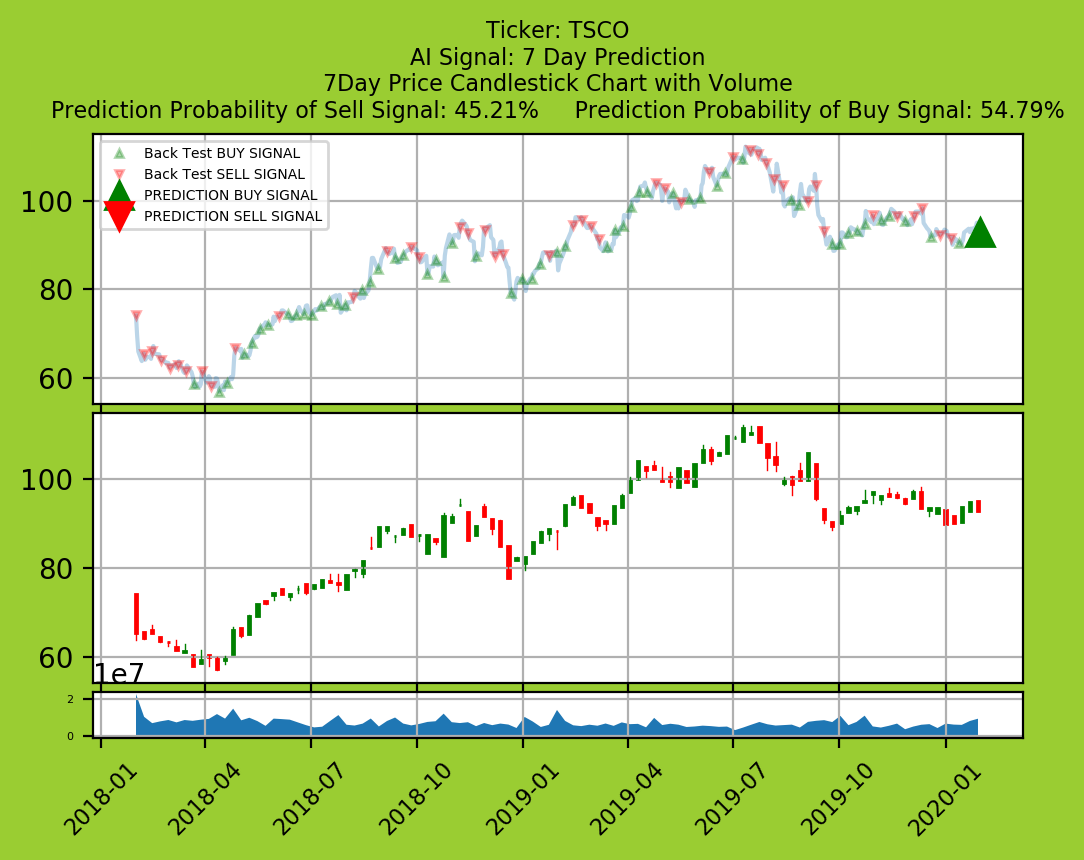 Ticker: TSCO
AI Signal: 7 Day Prediction
7Day Price Candlestick Chart with Volume
Prediction Probability of Sell Signal: 45.21% Prediction Probability of Buy Signal: 54.79%
Back Test BUY SIGNAL
Back Test SELL SIGNAL
PREDICTION BUY SIGNAL
PREDICTION SELL SIGNAL
100
80
60
100
80
60
1e7
2
0
2018-01
2018-04
2018-07
2018-10
2019-01
2019-04
2019-07
2019-10
2020-01